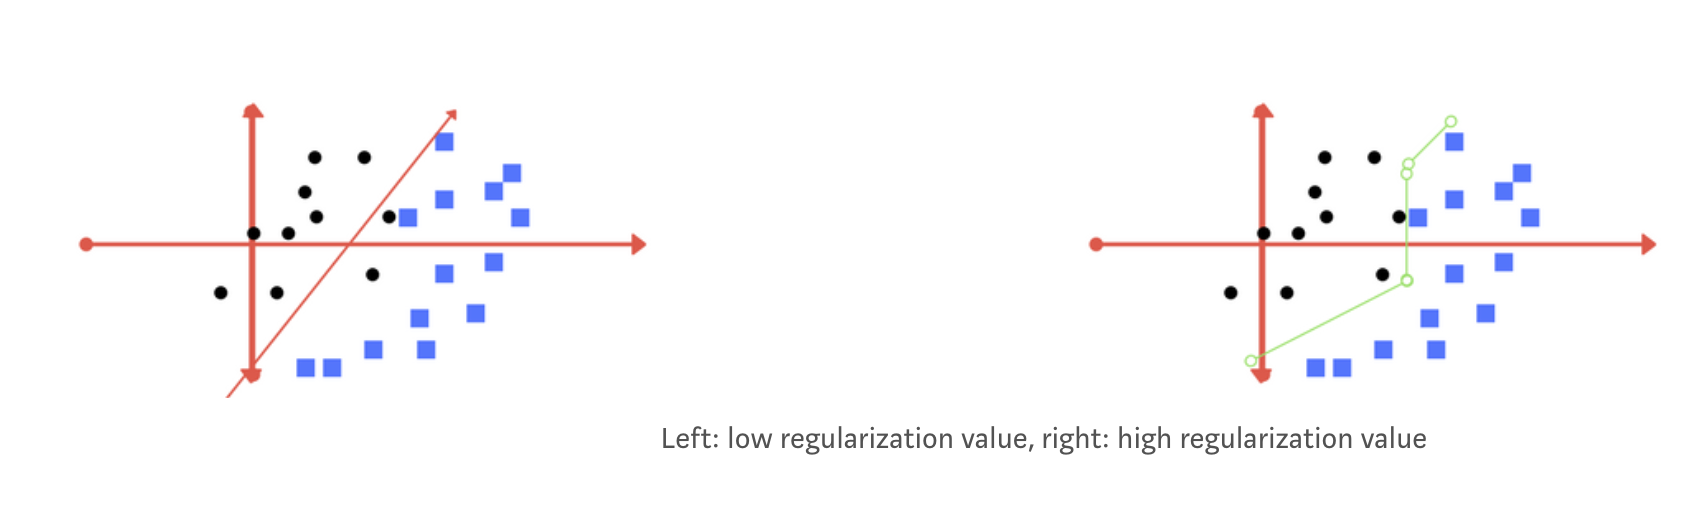 Left: low regularization value, right: high regularization value